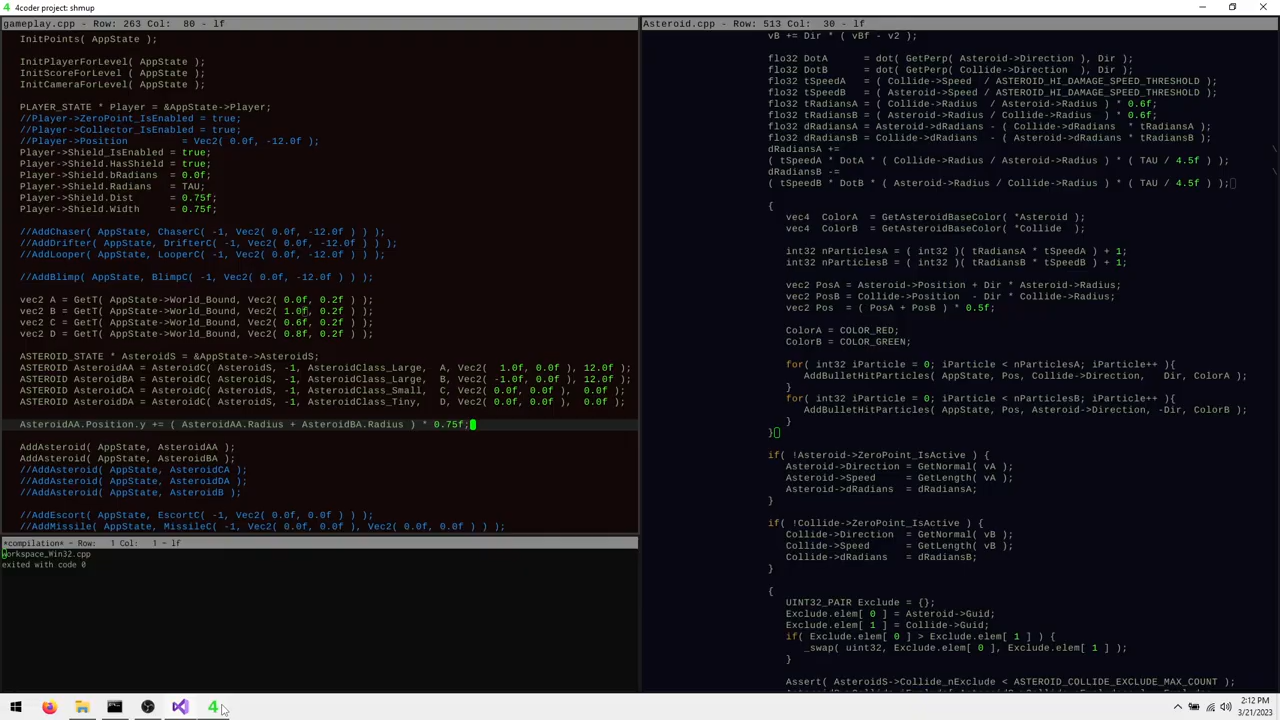 4coder project: shmup
gameplay.cpp - Row: 263 Col: 80 - lf
InitPoints( AppState );
InitPlayerForLevel( AppState );
InitScoreForLevel ( AppState );
InitCameraForLevel( AppState );
PLAYER_STATE * Player = &AppState->Player;
//Player->ZeroPoint_IsEnabled = true;
//Player->Collector_IsEnabled = true;
//Player->Position = Vec2( 0.0f, -12.0f );
Player->Shield_IsEnabled = true;
Player->Shield.HasShield = true;
Player->Shield.bRadians = 0.0f;
Player->Shield.Radians = TAU;
Player->Shield.Dist = 0.75f;
Player->Shield.Width = 0.75f;
//AddChaser( AppState, ChaserC( -1, Vec2( 0.0f, -12.0f ) ) );
//AddDrifter( AppState, DrifterC( -1, Vec2( 0.0f, -12.0f ) ) );
//AddLooper( AppState, LooperC( -1, Vec2( 0.0f, -12.0f ) ) );
//AddBlimp( AppState, BlimpC( -1, Vec2( 0.0f, -12.0f ) ) );
vec2 A = GetT( AppState->World_Bound, Vec2( 0.0f, 0.2f ) );
vec2 B = GetT( AppState->World_Bound, Vec2( 1.0f, 0.2f ) );
vec2 C = GetT( AppState->World_Bound, Vec2( 0.6f, 0.2f ) );
vec2 D = GetT( AppState->World_Bound, Vec2( 0.8f, 0.2f ) );
ASTEROID_STATE * AsteroidS = &AppState->AsteroidS;
ASTEROID AsteroidAA = AsteroidC( AsteroidS, -1, AsteroidClass_Large, A, Vec2( 1.0f, 0.0f ), 12.0f );
ASTEROID AsteroidBA = AsteroidC( AsteroidS, -1, AsteroidClass_Large, B, Vec2( -1.0f, 0.0f ), 12.0f );
ASTEROID AsteroidCA = AsteroidC( AsteroidS, -1, AsteroidClass_Small, C, Vec2( 0.0f, 0.0f ), 0.0f );
ASTEROID AsteroidDA = AsteroidC( AsteroidS, -1, AsteroidClass_Tiny, D, Vec2( 0.0f, 0.0f ), 0.0f );
AsteroidAA.Position.y += ( AsteroidAA.Radius + AsteroidBA.Radius ) * 0.75f;
AddAsteroid( AppState, AsteroidAA );
AddAsteroid( AppState, AsteroidBA );
//AddAsteroid( AppState, AsteroidCA );
//AddAsteroid( AppState, AsteroidDA );
//AddAsteroid( AppState, AsteroidB );
//AddEscort( AppState, EscortC( -1, Vec2( 0.0f, 0.0f ) ) );
//AddMissile( AppState, MissileC( -1, Vec2( 0.0f, 0.0f ), Vec2( 0.0f, 0.0f ) ) );
*compilation* - Row: 1 Col: 1 - lf
workspace_Win32.cpp
exited with code 0
Asteroid.cpp - Row: 513 Col: 30 - lf
vB += Dir * ( vBf - v2 );
flo32 DotA = dot( GetPerp( Asteroid->Direction ), Dir );
flo32 DotB = dot( GetPerp( Collide->Direction ), Dir );
flo32 tSpeedA = ( Collide->Speed / ASTEROID_HI_DAMAGE_SPEED_THRESHOLD );
flo32 tSpeedB = ( Asteroid->Speed / ASTEROID_HI_DAMAGE_SPEED_THRESHOLD );
flo32 tRadiansA = ( Collide->Radius / Asteroid->Radius ) * 0.6f;
flo32 tRadiansB = ( Asteroid->Radius / Collide->Radius ) * 0.6f;
flo32 dRadiansA = Asteroid->dRadians - ( Collide->dRadians * tRadiansA );
flo32 dRadiansB = Collide->dRadians - ( Asteroid->dRadians * tRadiansB );
dRadiansA +=
( tSpeedA * DotA * ( Collide->Radius / Asteroid->Radius ) * ( TAU / 4.5f ) );
dRadiansB -=
( tSpeedB * DotB * ( Asteroid->Radius / Collide->Radius ) * ( TAU / 4.5f ) );
{
vec4 ColorA = GetAsteroidBaseColor( *Asteroid );
vec4 ColorB = GetAsteroidBaseColor( *Collide );
int32 nParticlesA = ( int32 )( tRadiansA * tSpeedA ) + 1;
int32 nParticlesB = ( int32 )( tRadiansB * tSpeedB ) + 1;
vec2 PosA = Asteroid->Position + Dir * Asteroid->Radius;
vec2 PosB = Collide->Position - Dir * Collide->Radius;
vec2 Pos = ( PosA + PosB ) * 0.5f;
ColorA = COLOR_RED;
ColorB = COLOR_GREEN;
for( int32 iParticle = 0; iParticle < nParticlesA; iParticle++ ){
AddBulletHitParticles( AppState, Pos, Collide->Direction, Dir, ColorA );
}
for( int32 iParticle = 0; iParticle < nParticlesB; iParticle++ ){
AddBulletHitParticles( AppState, Pos, Asteroid->Direction, -Dir, ColorB );
}
}
if( !Asteroid->ZeroPoint_IsActive ) {
Asteroid->Direction = GetNormal( vA );
Asteroid->Speed = GetLength( vA );
Asteroid->dRadians = dRadiansA;
}
if( !Collide->ZeroPoint_IsActive ) {
Collide->Direction = GetNormal( vB );
Collide->Speed = GetLength( vB );
Collide->dRadians = dRadiansB;
}
{
UINT32_PAIR Exclude = {};
Exclude.elem[ 0 ] = Asteroid->Guid;
Exclude.elem[ 1 ] = Collide->Guid;
if( Exclude.elem[ 0 ] > Exclude.elem[ 1 ] ) {
_swap( uint32, Exclude.elem[ 0 ], Exclude.elem[ 1 ] );
}
Assert( AsteroidS->Collide_nExclude < ASTEROID_COLLIDE_EXCLUDE_MAX_COUNT );
2:12 PM
3/21/2023